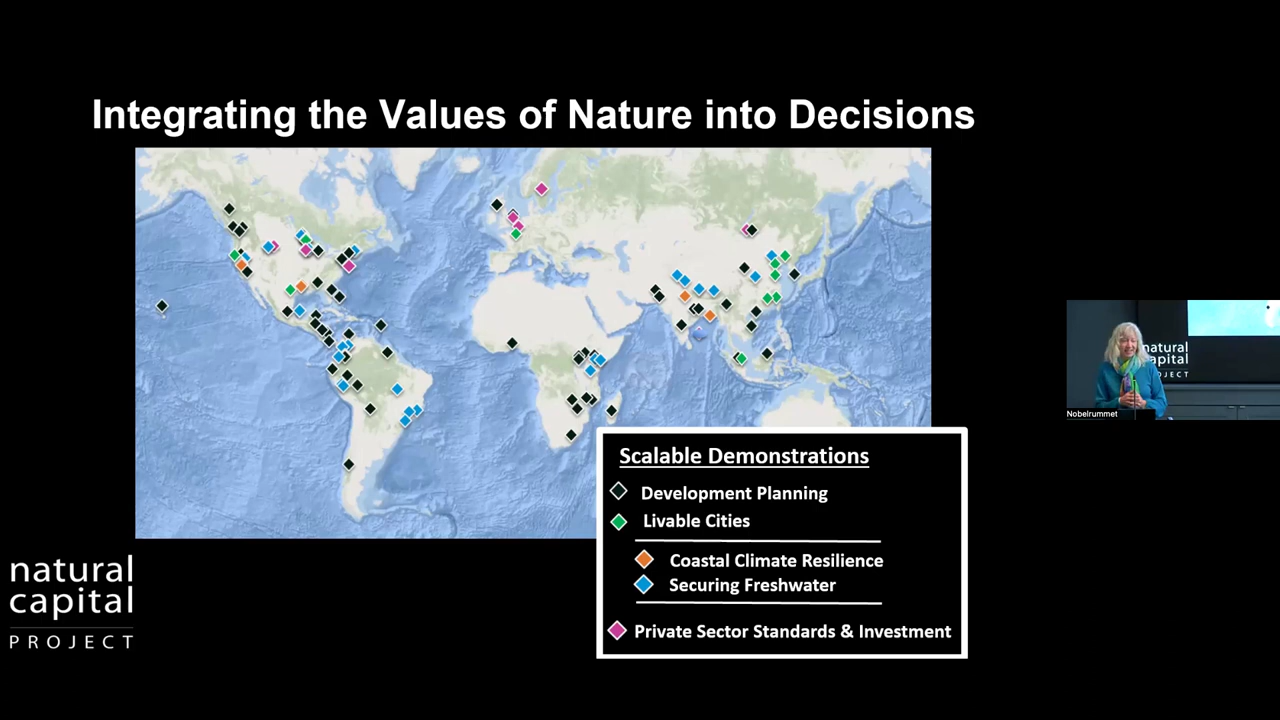 Integrating the Values of Nature into Decisions
natural
capital
PROJECT
Nobelrummet
Scalable Demonstrations
Development Planning
Livable Cities
Coastal Climate Resilience
Securing Freshwater
Private Sector Standards & Investment
natural
capital
PROJECT